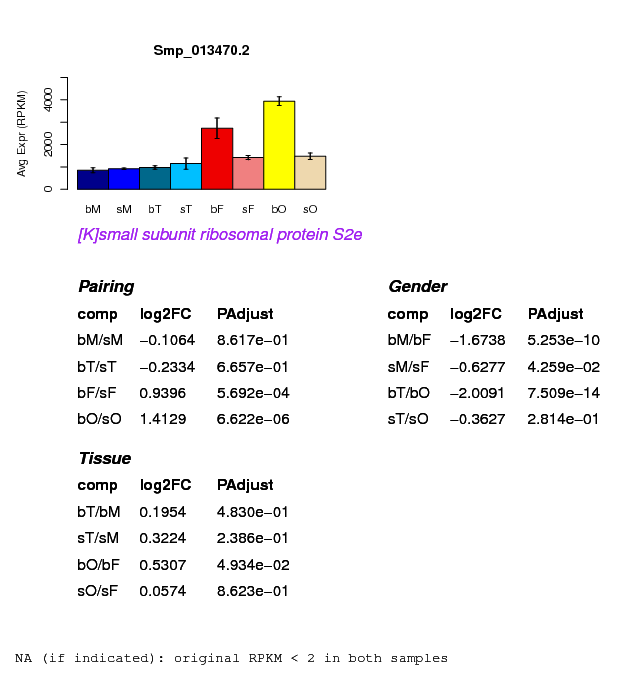 Smp_013470.2
Avg Expr (RPKM)
0 2000 4000
bM sM bT sT bF sF bO sO
[K]small subunit ribosomal protein S2e
Pairing
comp log2FC PAdjust
bM/sM −0.1064 8.617e−01
bT/sT −0.2334 6.657e−01
bF/sF 0.9396 5.692e−04
bO/sO 1.4129 6.622e−06
Gender
comp log2FC PAdjust
bM/bF −1.6738 5.253e−10
sM/sF −0.6277 4.259e−02
bT/bO −2.0091 7.509e−14
sT/sO −0.3627 2.814e−01
Tissue
comp log2FC PAdjust
bT/bM 0.1954 4.830e−01
sT/sM 0.3224 2.386e−01
bO/bF 0.5307 4.934e−02
sO/sF 0.0574 8.623e−01
NA (if indicated): original RPKM < 2 in both samples